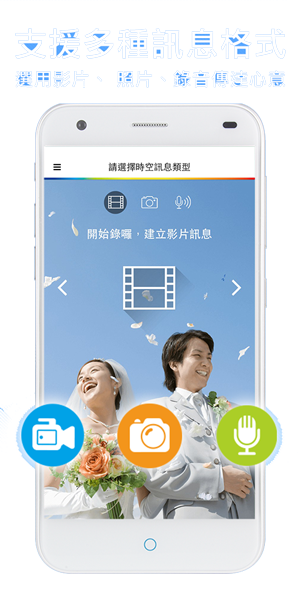 支援多種訊息格式
選用影片、照片、錄音傳達心意
請選擇時空訊息類型
開始錄囉，建立影片訊息